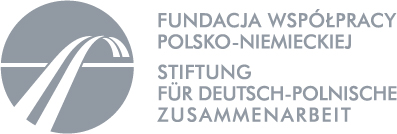 FUNDACJA WSPÓŁPRACY
POLSKO-NIEMIECKIEJ
STIFTUNG
FÜR DEUTSCH-POLNISCHE
ZUSAMMENARBEIT